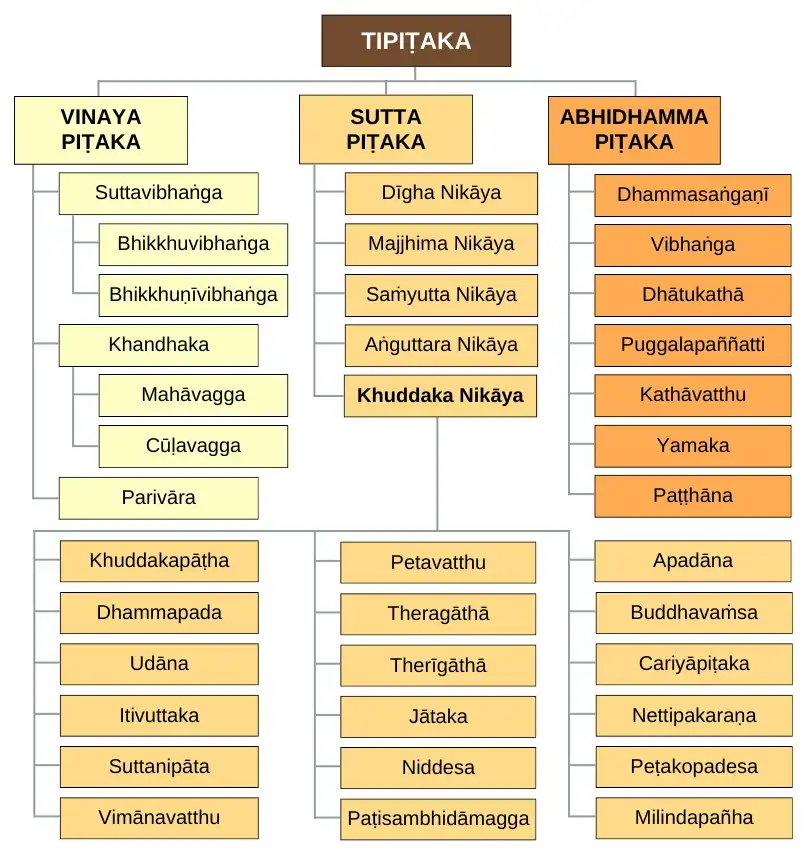 TIPIṬAKA
VINAYA
PIṬAKA
Suttavibhaṅga
Bhikkhuvibhaṅga
Bhikkhuṇīvibhaṅga
Khandhaka
Mahāvagga
Cūḷavagga
Parivāra
SUTTA
PIṬAKA
Dīgha Nikāya
Majjhima Nikāya
Saṁyutta Nikāya
Aṅguttara Nikāya
Khuddaka Nikāya
ABHIDHAMMA
PIṬAKA
Dhammasaṅgaṇī
Vibhaṅga
Dhātukathā
Puggalapaññatti
Kathāvatthu
Yamaka
Paṭṭhāna
Khuddakapāṭha
Dhammapada
Udāna
Itivuttaka
Suttanipāta
Vimānavatthu
Petavatthu
Theragāthā
Therīgāthā
Jātaka
Niddesa
Paṭisambhidāmagga
Apadāna
Buddhavaṁsa
Cariyāpiṭaka
Nettipakaraṇa
Peṭakopadesa
Milindapañha